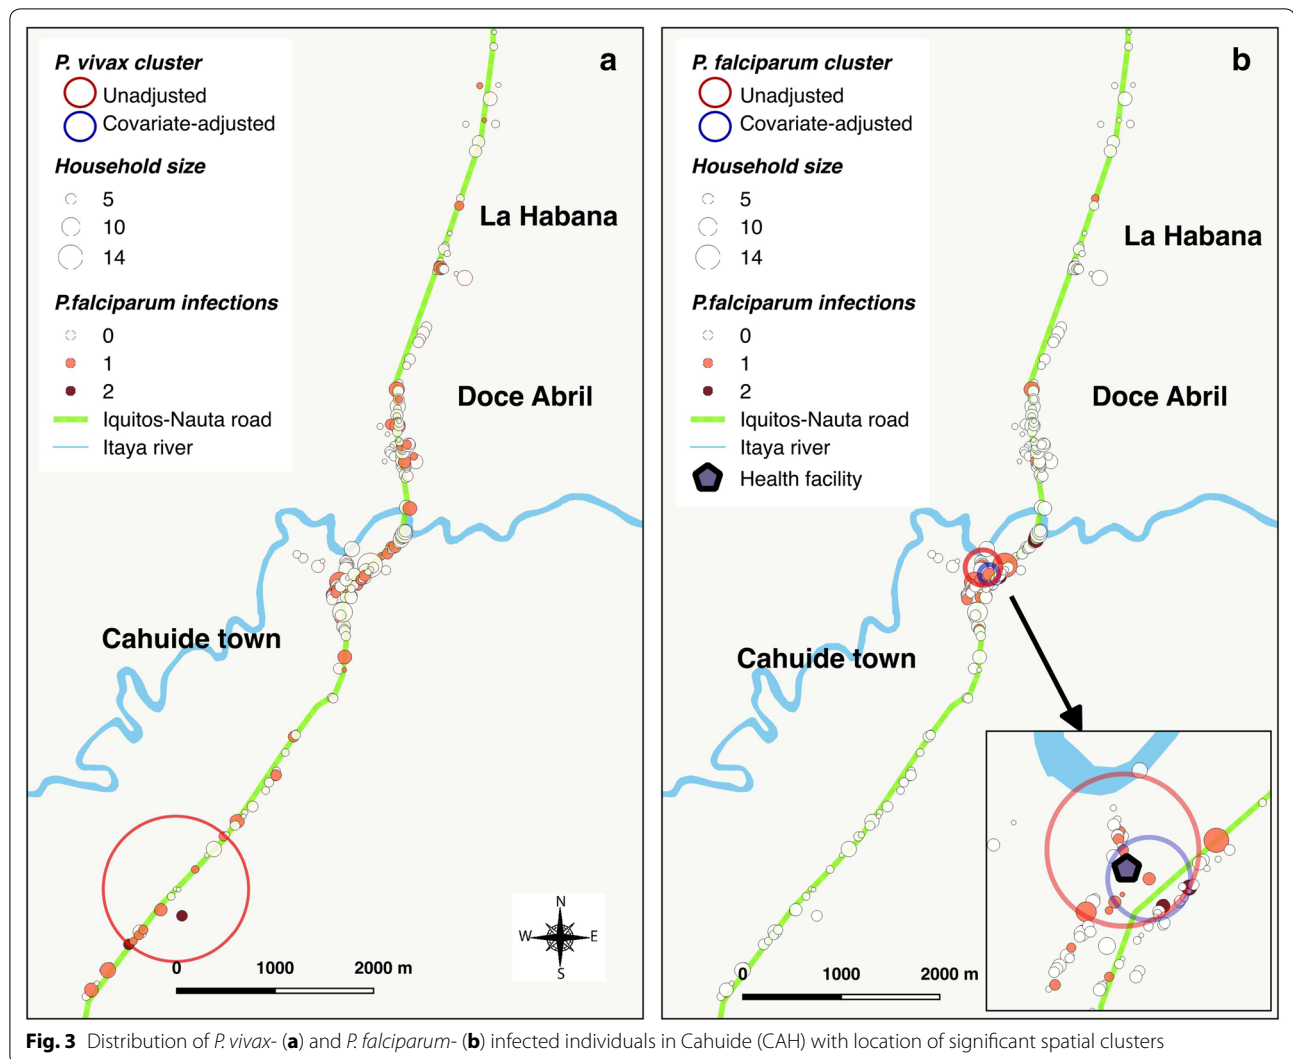 a
P. vivax cluster
Unadjusted
Covariate-adjusted
Household size
5
10
14
P.falciparum infections
0
1
2
Iquitos-Nauta road
Itaya river
La Habana
Doce Abril
Cahuide town
N
W E
S
0 1000 2000 m
b
P. falciparum cluster
Unadjusted
Covariate-adjusted
Household size
5
10
14
P.falciparum infections
0
1
2
Iquitos-Nauta road
Itaya river
Health facility
La Habana
Doce Abril
Cahuide town
0 1000 2000 m
Fig. 3 Distribution of P. vivax- (a) and P. falciparum- (b) infected individuals in Cahuide (CAH) with location of significant spatial clusters